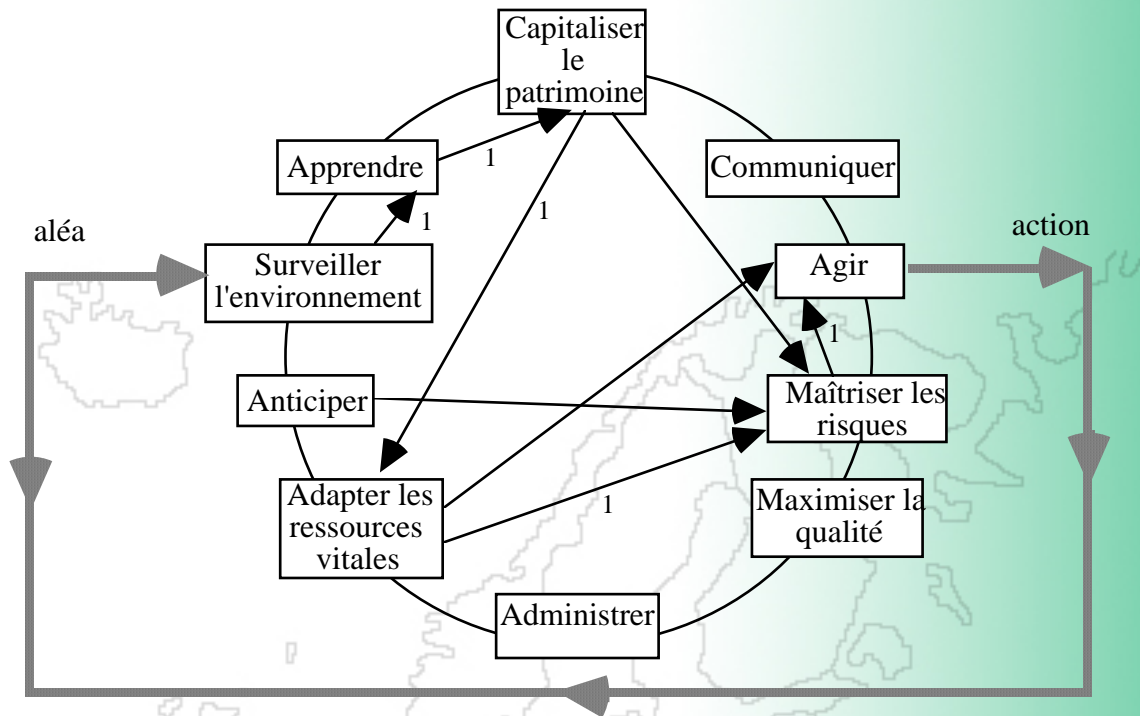 Capitaliser
le
patrimoine
Apprendre
1
Communiquer
1
1
aléa
action
Surveiller
l'environnement
Agir
1
Anticiper
Maîtriser les
risques
Adapter les
ressources
vitales
1
Maximiser la
qualité
Administrer